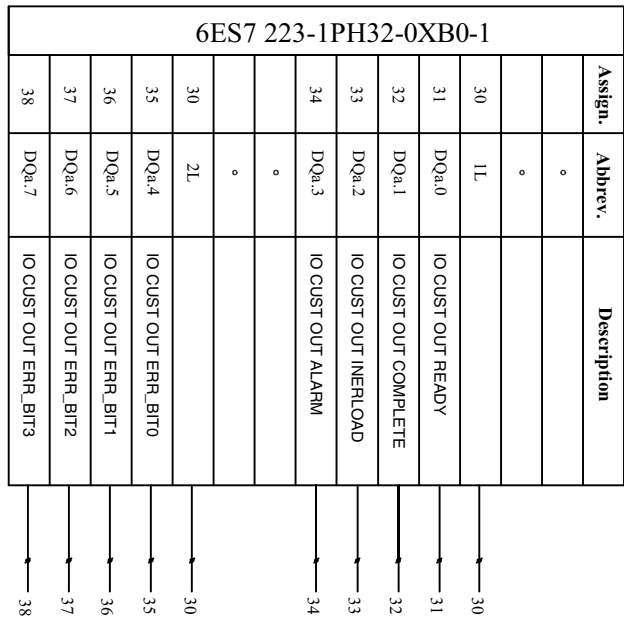 6ES7 223-1PH32-0XB0-1
Assign. Abbrev. Description
°
°
30 1L 30
31 DQa.0 IO CUST OUT READY 31
32 DQa.1 IO CUST OUT COMPLETE 32
33 DQa.2 IO CUST OUT INERLOAD 33
34 DQa.3 IO CUST OUT ALARM 34
°
°
30 2L 30
35 DQa.4 IO CUST OUT ERR_BIT0 35
36 DQa.5 IO CUST OUT ERR_BIT1 36
37 DQa.6 IO CUST OUT ERR_BIT2 37
38 DQa.7 IO CUST OUT ERR_BIT3 38